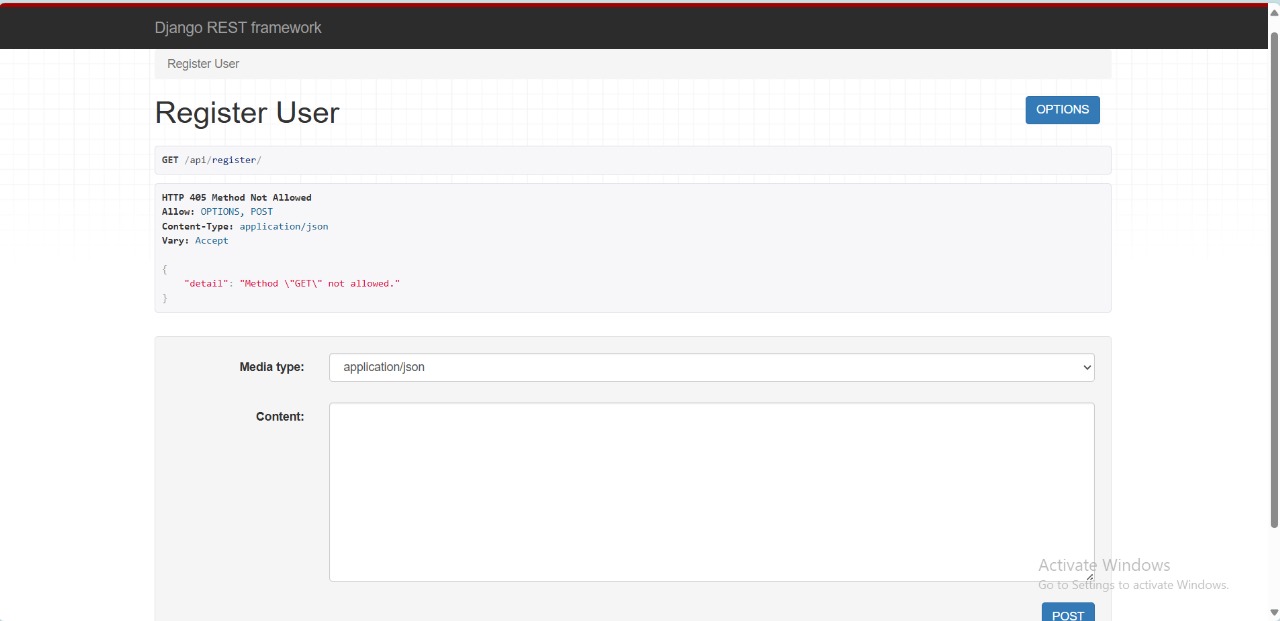 Django REST framework
Register User
Register User
OPTIONS
GET /api/register/
HTTP 405 Method Not Allowed
Allow: OPTIONS, POST
Content-Type: application/json
Vary: Accept
{
"detail": "Method \"GET\" not allowed."
}
Media type:
application/json
Content:
Activate Windows
Go to Settings to activate Windows.
POST